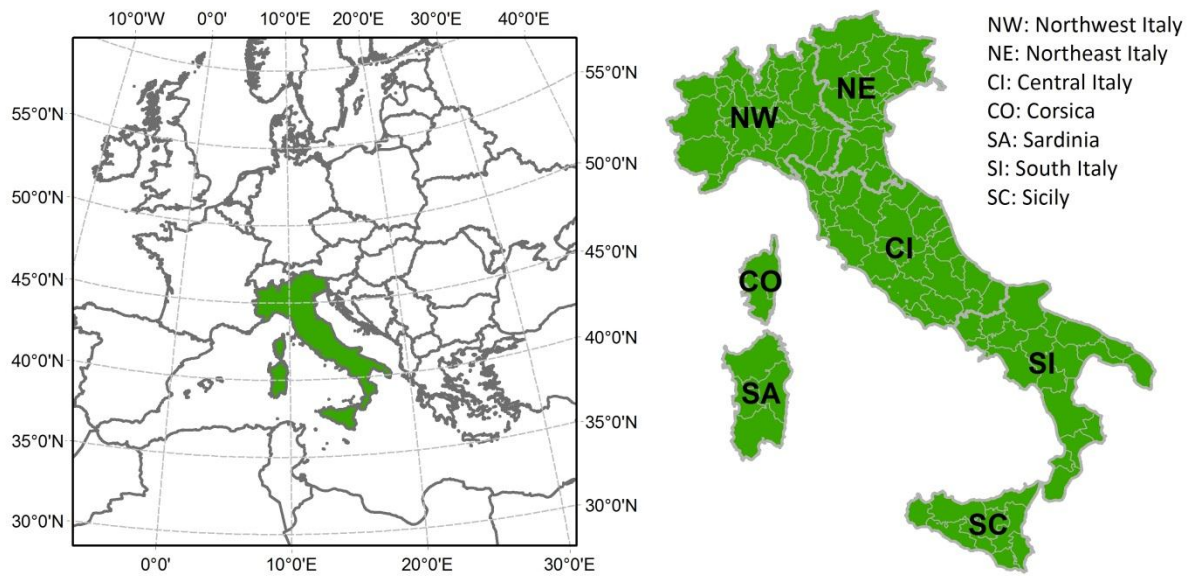 10°0'W 0°0' 10°0'E 20°0'E 30°0'E 40°0'E
55°0'N
50°0'N
45°0'N
40°0'N
35°0'N
30°0'N
55°0'N
50°0'N
45°0'N
40°0'N
35°0'N
30°0'N
0°0' 10°0'E 20°0'E 30°0'E
NW
NE
CI
CO
SA
SI
SC
NW: Northwest Italy
NE: Northeast Italy
CI: Central Italy
CO: Corsica
SA: Sardinia
SI: South Italy
SC: Sicily